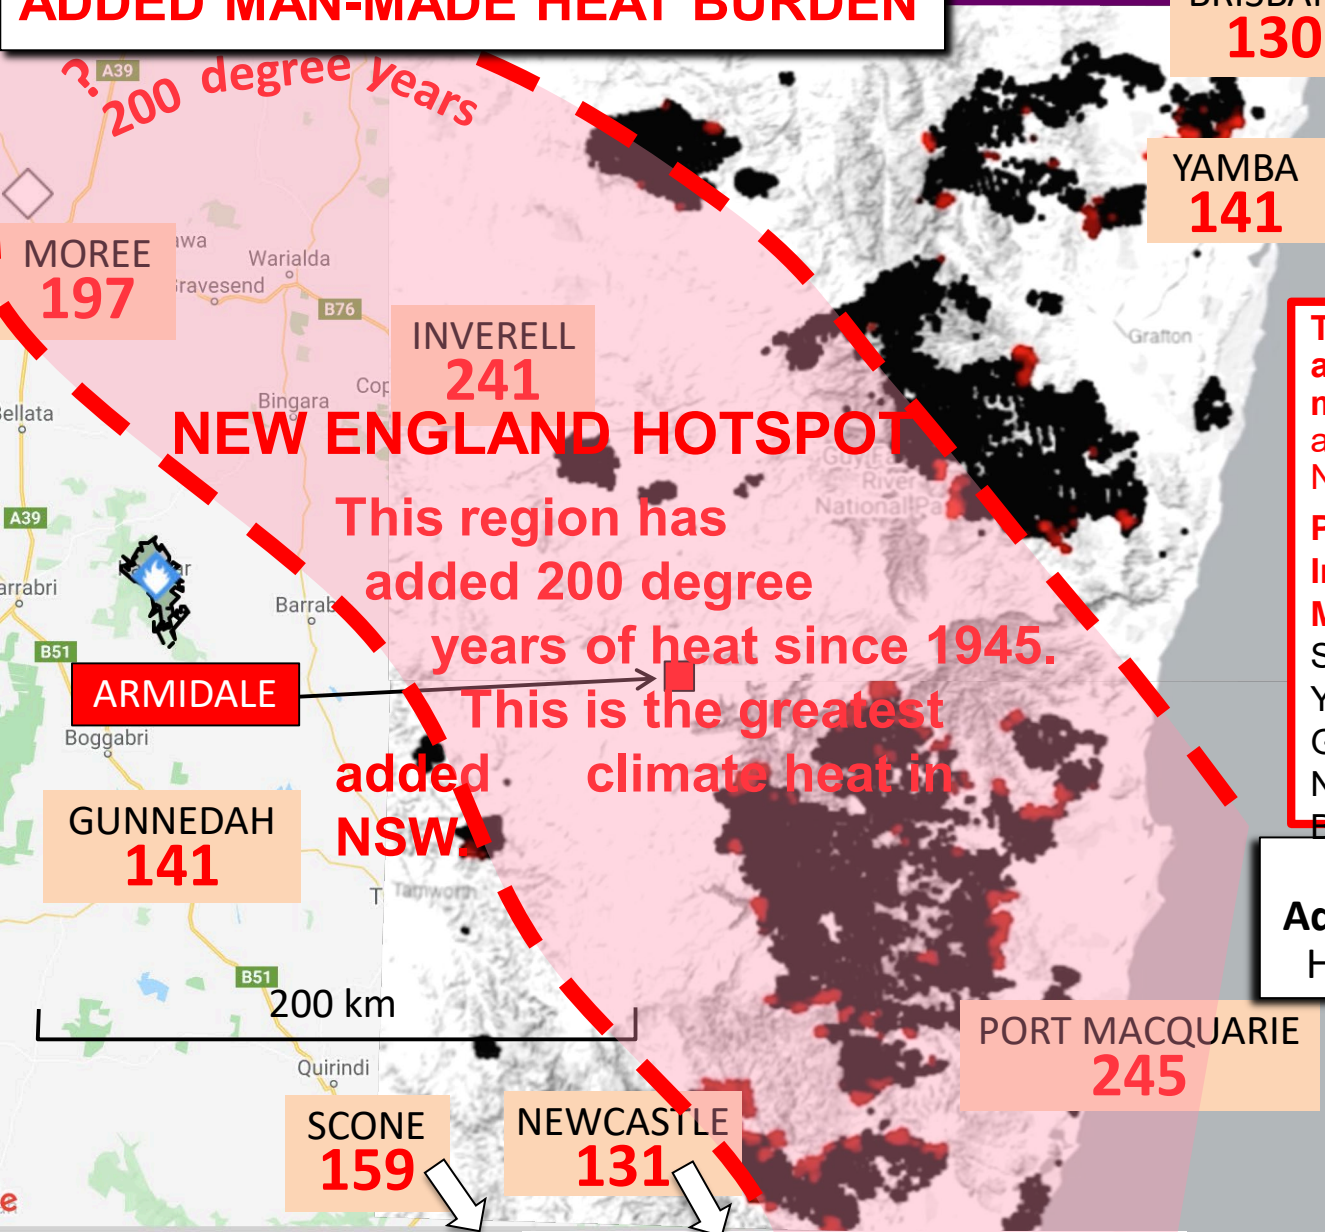 ADDED MAN-MADE HEAT BURDEN
130
A39
? 200 degree years
YAMBA
141
MOREE
197
Warialda
B76
INVERELL
241
Grafton
Bingara
NEW ENGLAND HOTSPOT
River
National
This region has
added 200 degree
years of heat since 1945.
This is the greatest
added climate heat in
NSW.
A39
B51
ARMIDALE
Boggabri
GUNNEDAH
141
Tamworth
B51
200 km
Quirindi
PORT MACQUARIE
245
SCONE
159
NEWCASTLE
131